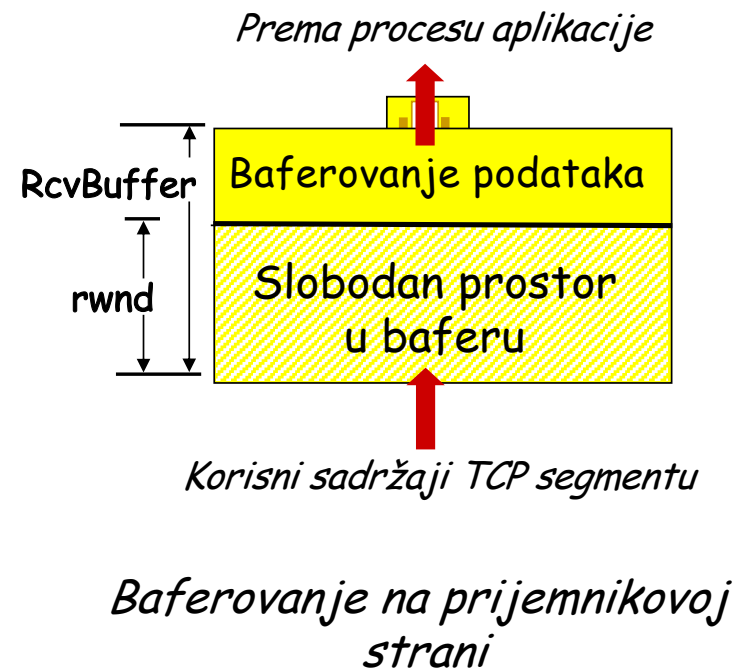 Prema procesu aplikacije
RcvBuffer
Baferovanje podataka
rwnd
Slobodan prostor
u baferu
Korisni sadržaji TCP segmentu
Baferovanje na prijemnikovoj
strani